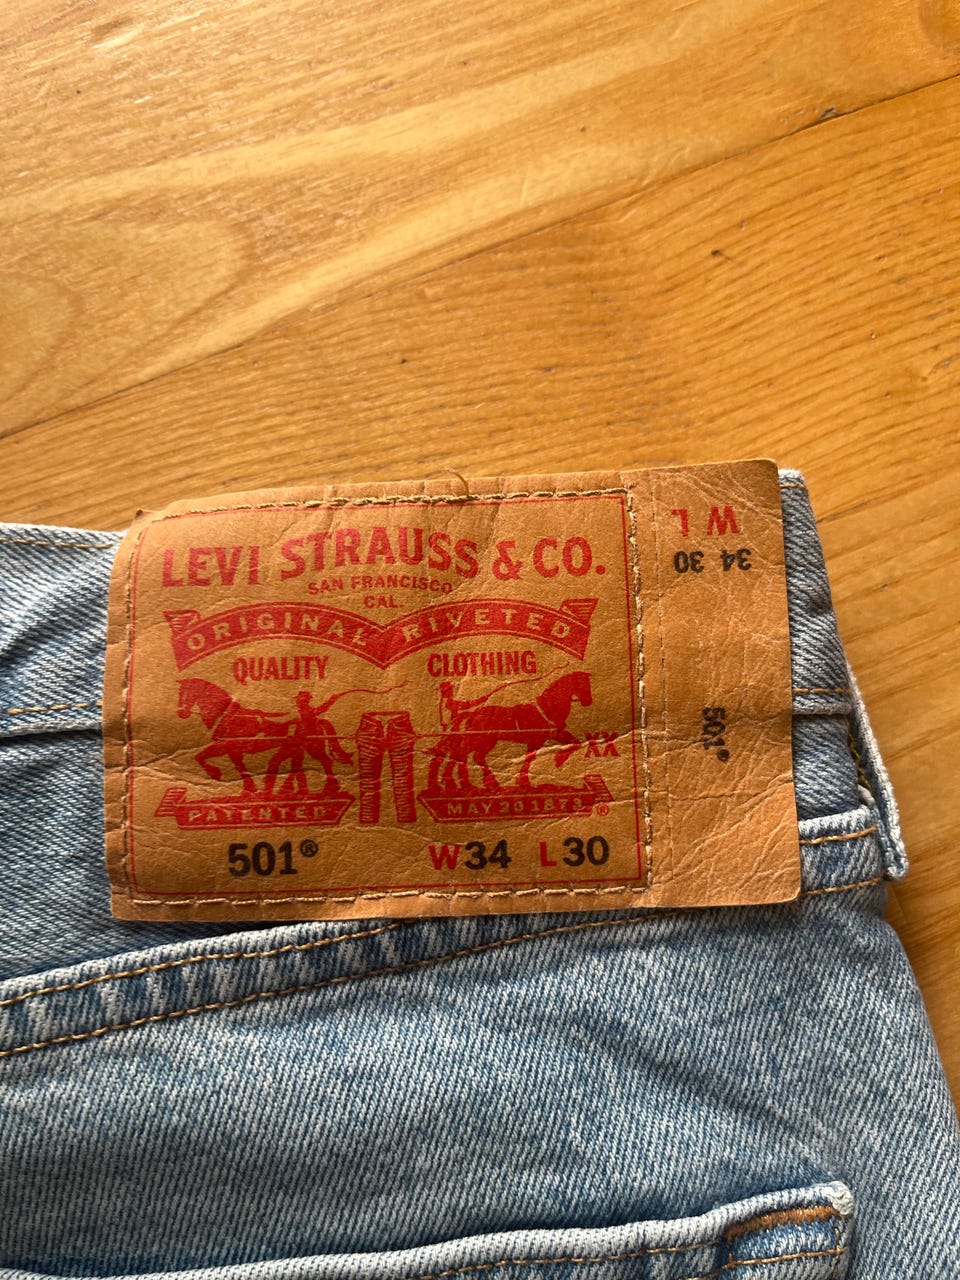 LEVI STRAUSS & CO.
SAN FRANCISCO
CAL.
ORIGINAL RIVETED
QUALITY CLOTHING
XX
PATENTED MAY 20 1873 ®
501® W34 L30
W L
34 30
501®